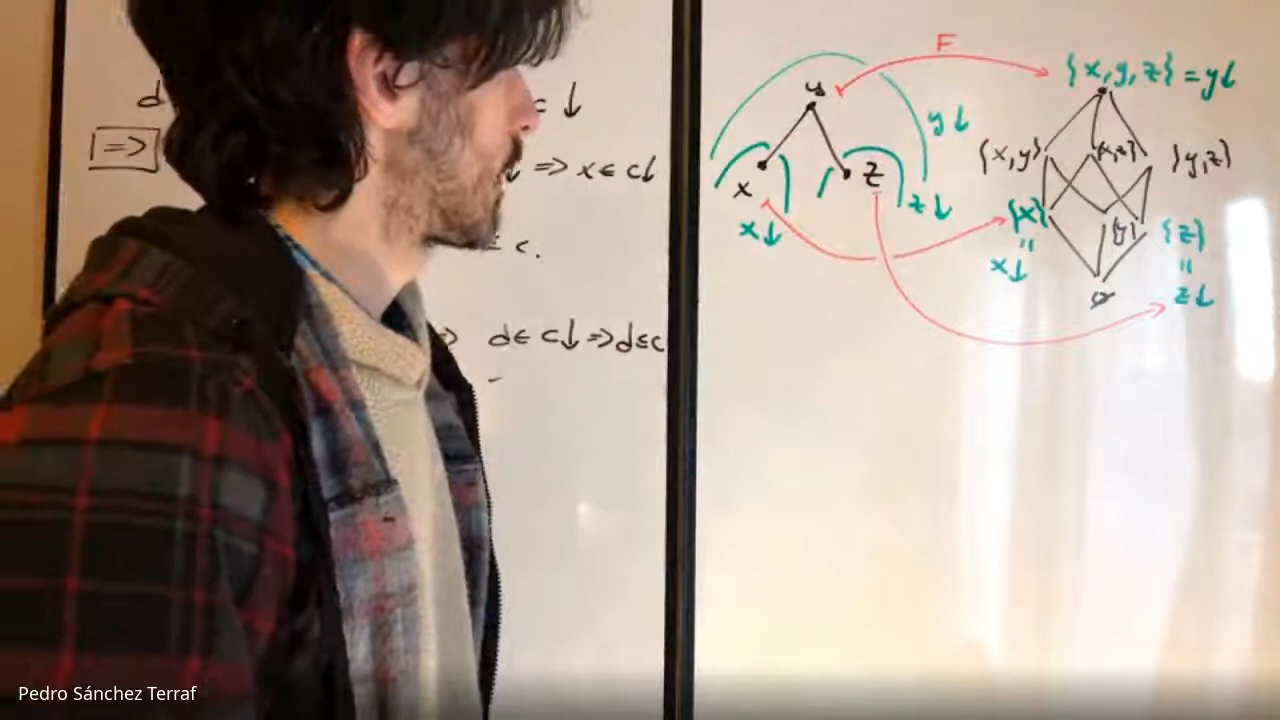 d c ↓
=> => x ∈ c↓
≤ c.
=> d ∈ c↓ => d ≤ c
F
y
{x,y,z} = y↓
y↓
{x,y} {x,z} {y,z}
x z
z↓
x↓
{x} {y} {z}
" "
x↓ z↓
∅
Pedro Sánchez Terraf